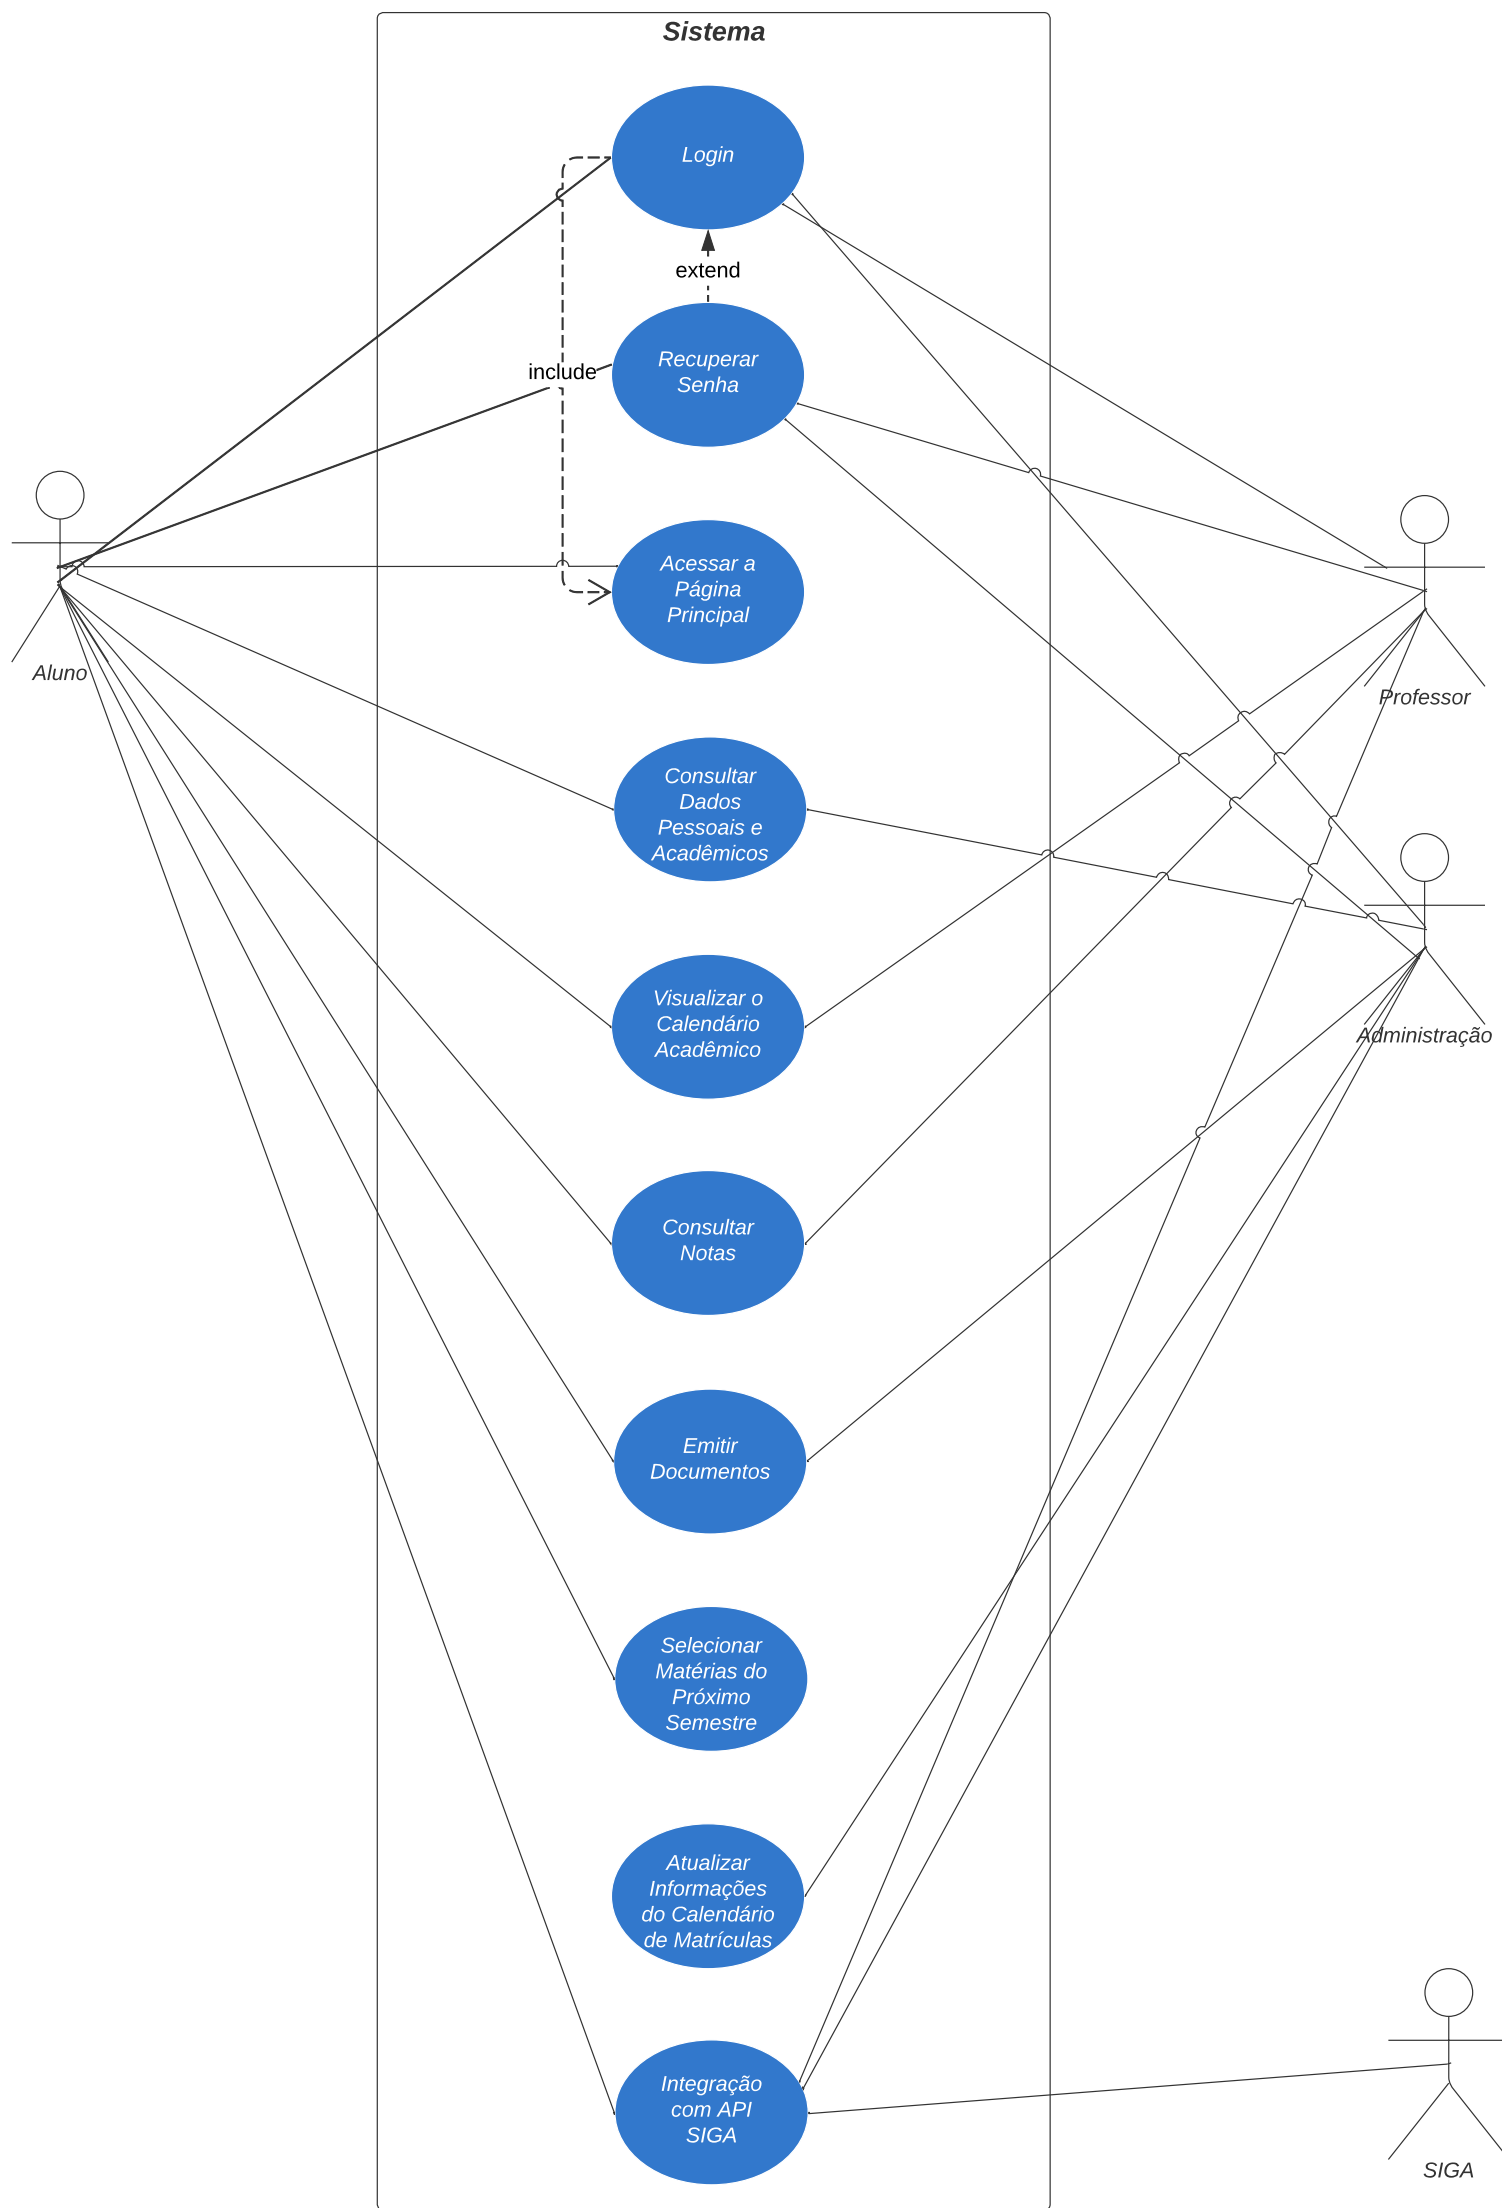 Sistema
Login
extend
Recuperar
Senha
include
Acessar a
Página
Principal
Aluno
Professor
Consultar
Dados
Pessoais e
Acadêmicos
Visualizar o
Calendário
Acadêmico
Administração
Consultar
Notas
Emitir
Documentos
Selecionar
Matérias do
Próximo
Semestre
Atualizar
Informações
do Calendário
de Matrículas
Integração
com API
SIGA
SIGA